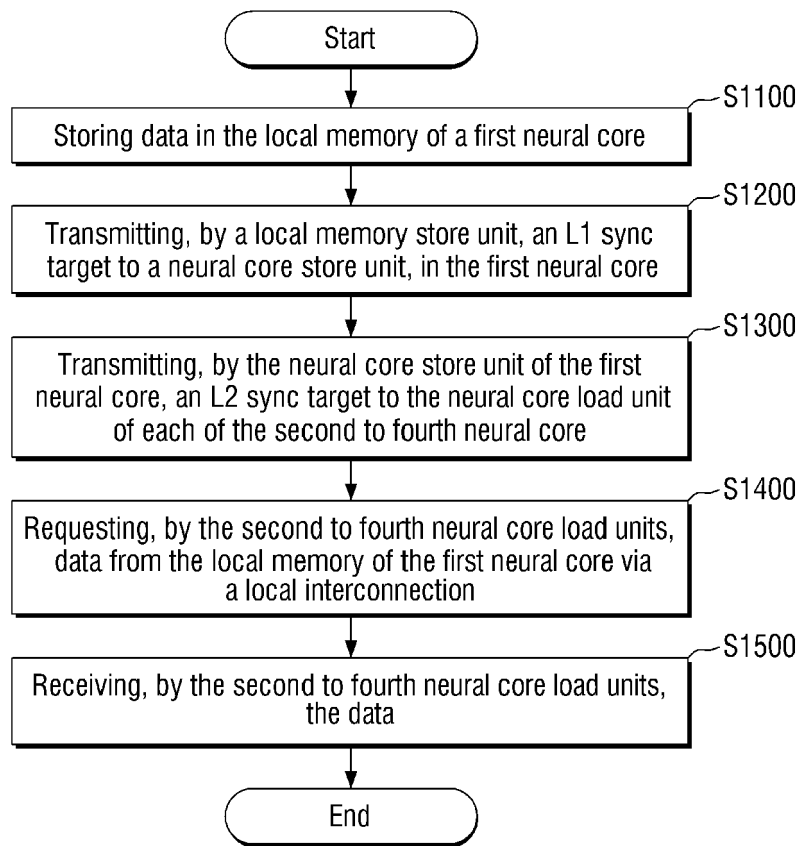 Start
S1100
Storing data in the local memory of a first neural core
S1200
Transmitting, by a local memory store unit, an L1 sync
target to a neural core store unit, in the first neural core
S1300
Transmitting, by the neural core store unit of the first
neural core, an L2 sync target to the neural core load unit
of each of the second to fourth neural core
S1400
Requesting, by the second to fourth neural core load units,
data from the local memory of the first neural core via
a local interconnection
S1500
Receiving, by the second to fourth neural core load units,
the data
End